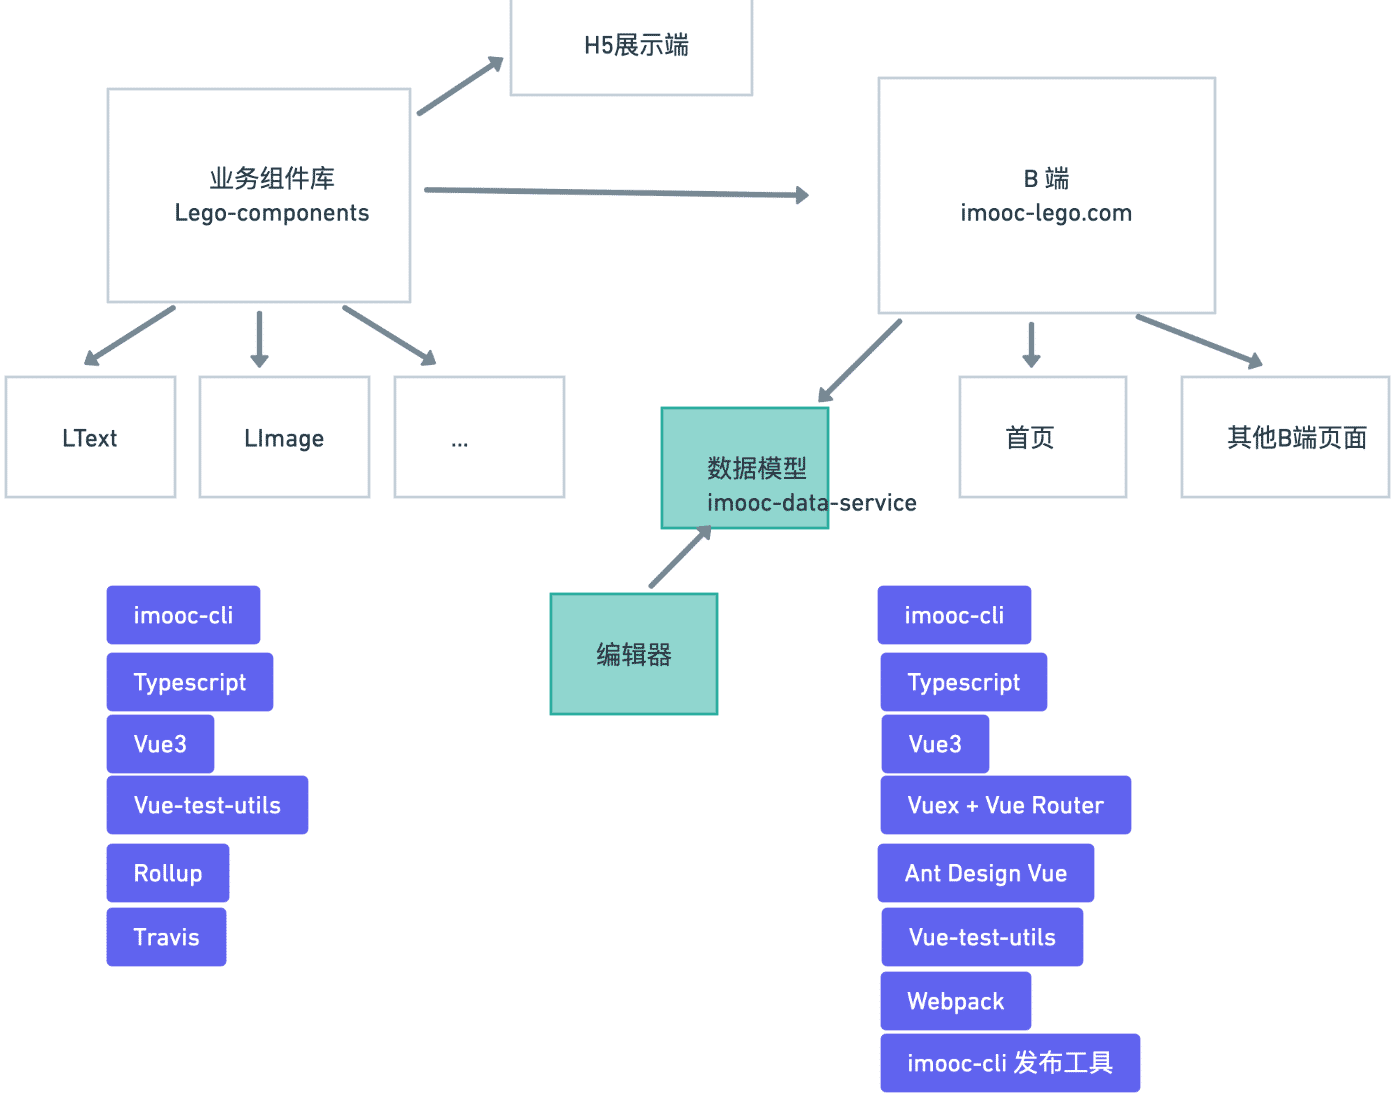 H5展示端
业务组件库
Lego-components
B 端
imooc-lego.com
LText
LImage
...
数据模型
imooc-data-service
首页
其他B端页面
编辑器
imooc-cli
Typescript
Vue3
Vue-test-utils
Rollup
Travis
imooc-cli
Typescript
Vue3
Vuex + Vue Router
Ant Design Vue
Vue-test-utils
Webpack
imooc-cli 发布工具